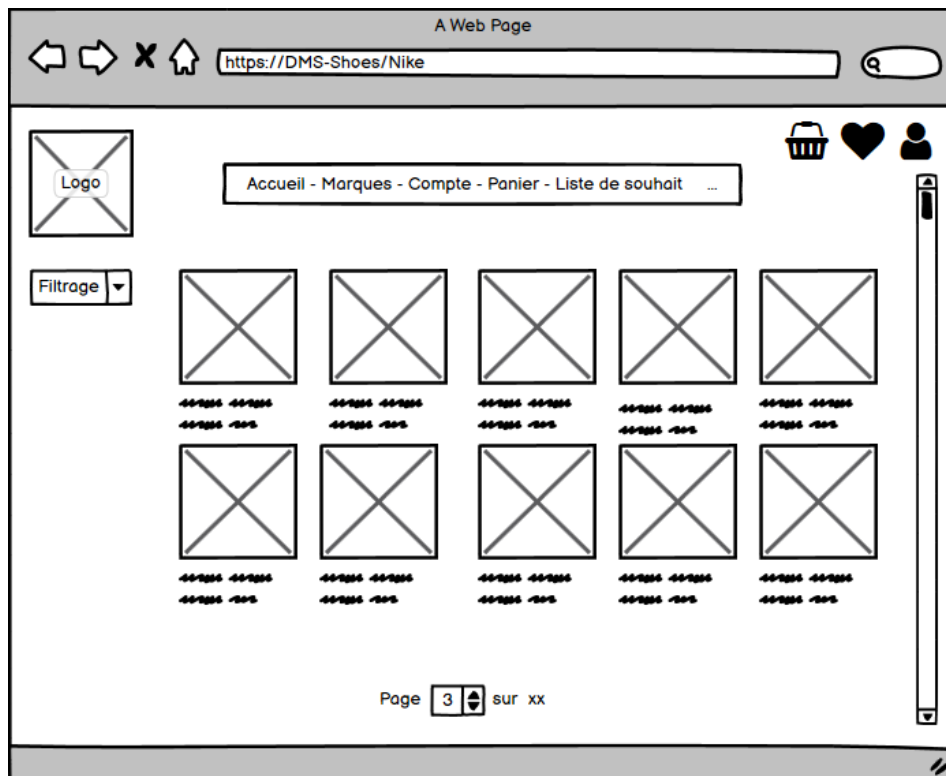 A Web Page
https://DMS-Shoes/Nike
Logo
Accueil - Marques - Compte - Panier - Liste de souhait ...
Filtrage
Page 3 sur xx